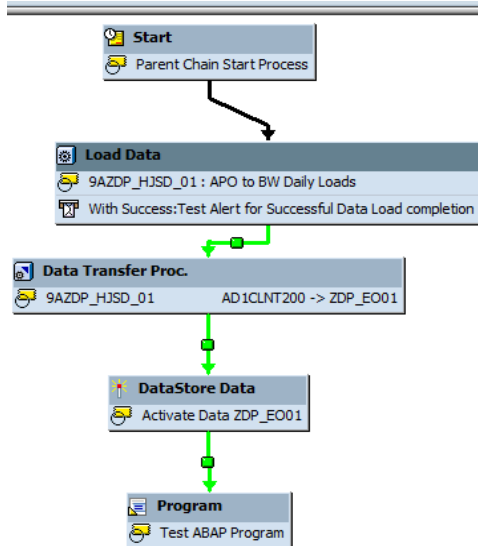 Start
Parent Chain Start Process
Load Data
9AZDP_HJSD_01 : APO to BW Daily Loads
With Success:Test Alert for Successful Data Load completion
Data Transfer Proc.
9AZDP_HJSD_01 AD1CLNT200 -> ZDP_EO01
DataStore Data
Activate Data ZDP_EO01
Program
Test ABAP Program